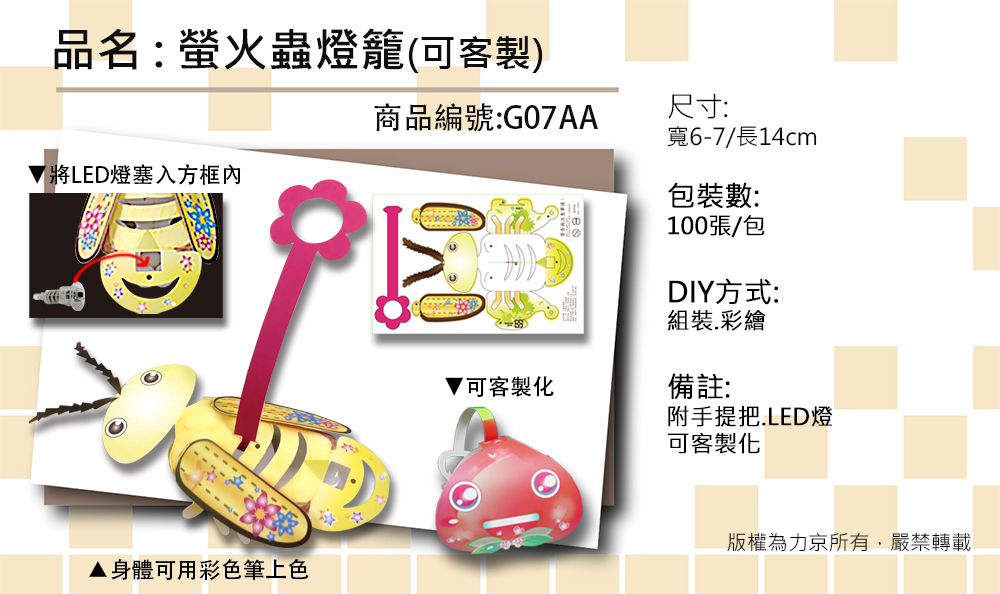 品名：螢火蟲燈籠(可客製)
商品編號:G07AA
▼將LED燈塞入方框內
▼可客製化
▲身體可用彩色筆上色
尺寸:
寬6-7/長14cm
包裝數:
100張/包
DIY方式:
組裝.彩繪
備註:
附手提把.LED燈
可客製化
版權為力京所有，嚴禁轉載